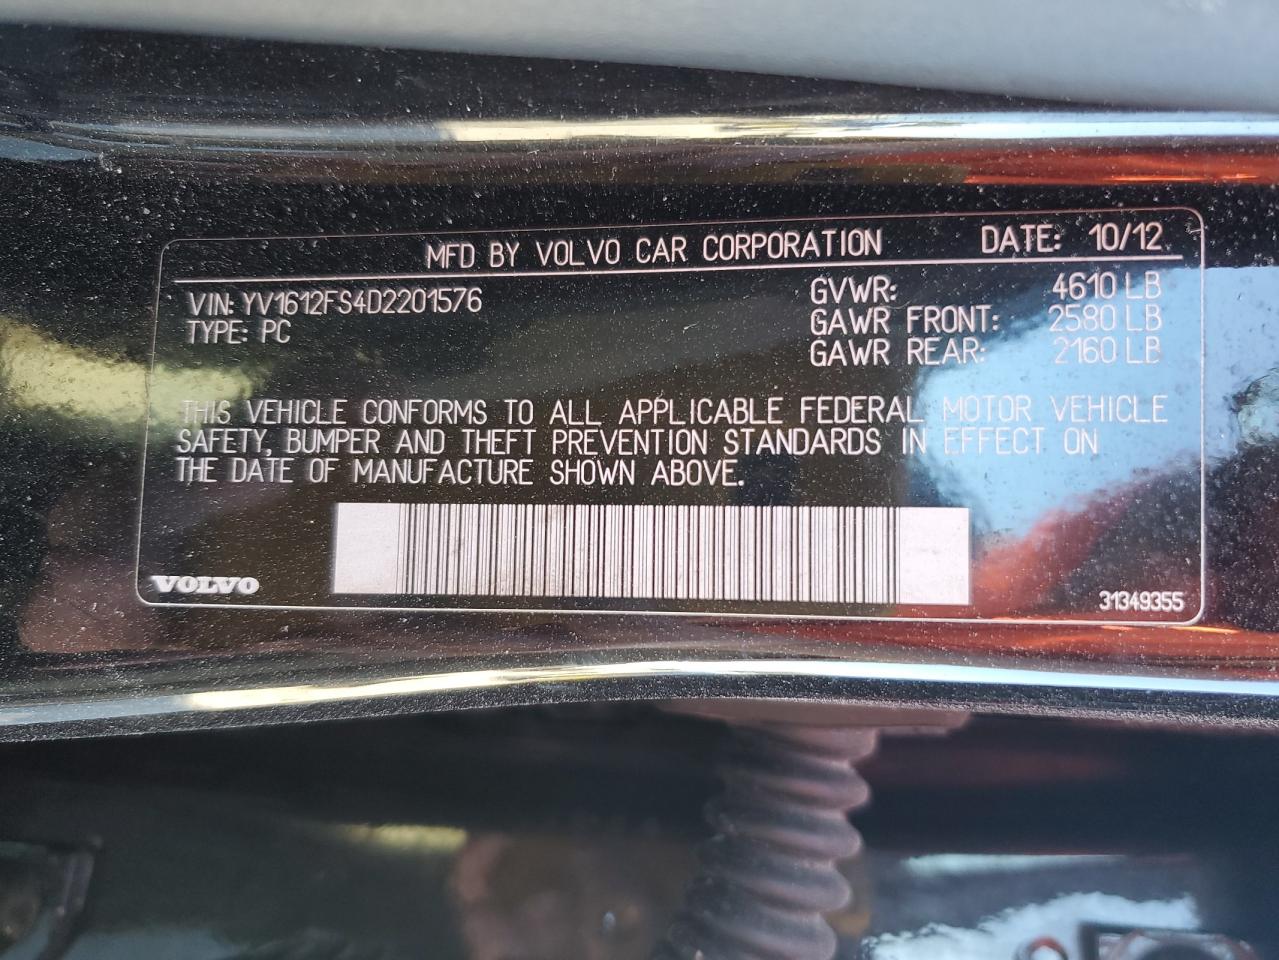 MFD BY VOLVO CAR CORPORATION DATE: 10/12
VIN: YV1612FS4D2201576 GVWR: 4610 LB
TYPE: PC GAWR FRONT: 2580 LB
GAWR REAR: 2160 LB
THIS VEHICLE CONFORMS TO ALL APPLICABLE FEDERAL MOTOR VEHICLE
SAFETY, BUMPER AND THEFT PREVENTION STANDARDS IN EFFECT ON
THE DATE OF MANUFACTURE SHOWN ABOVE.
VOLVO 31349355